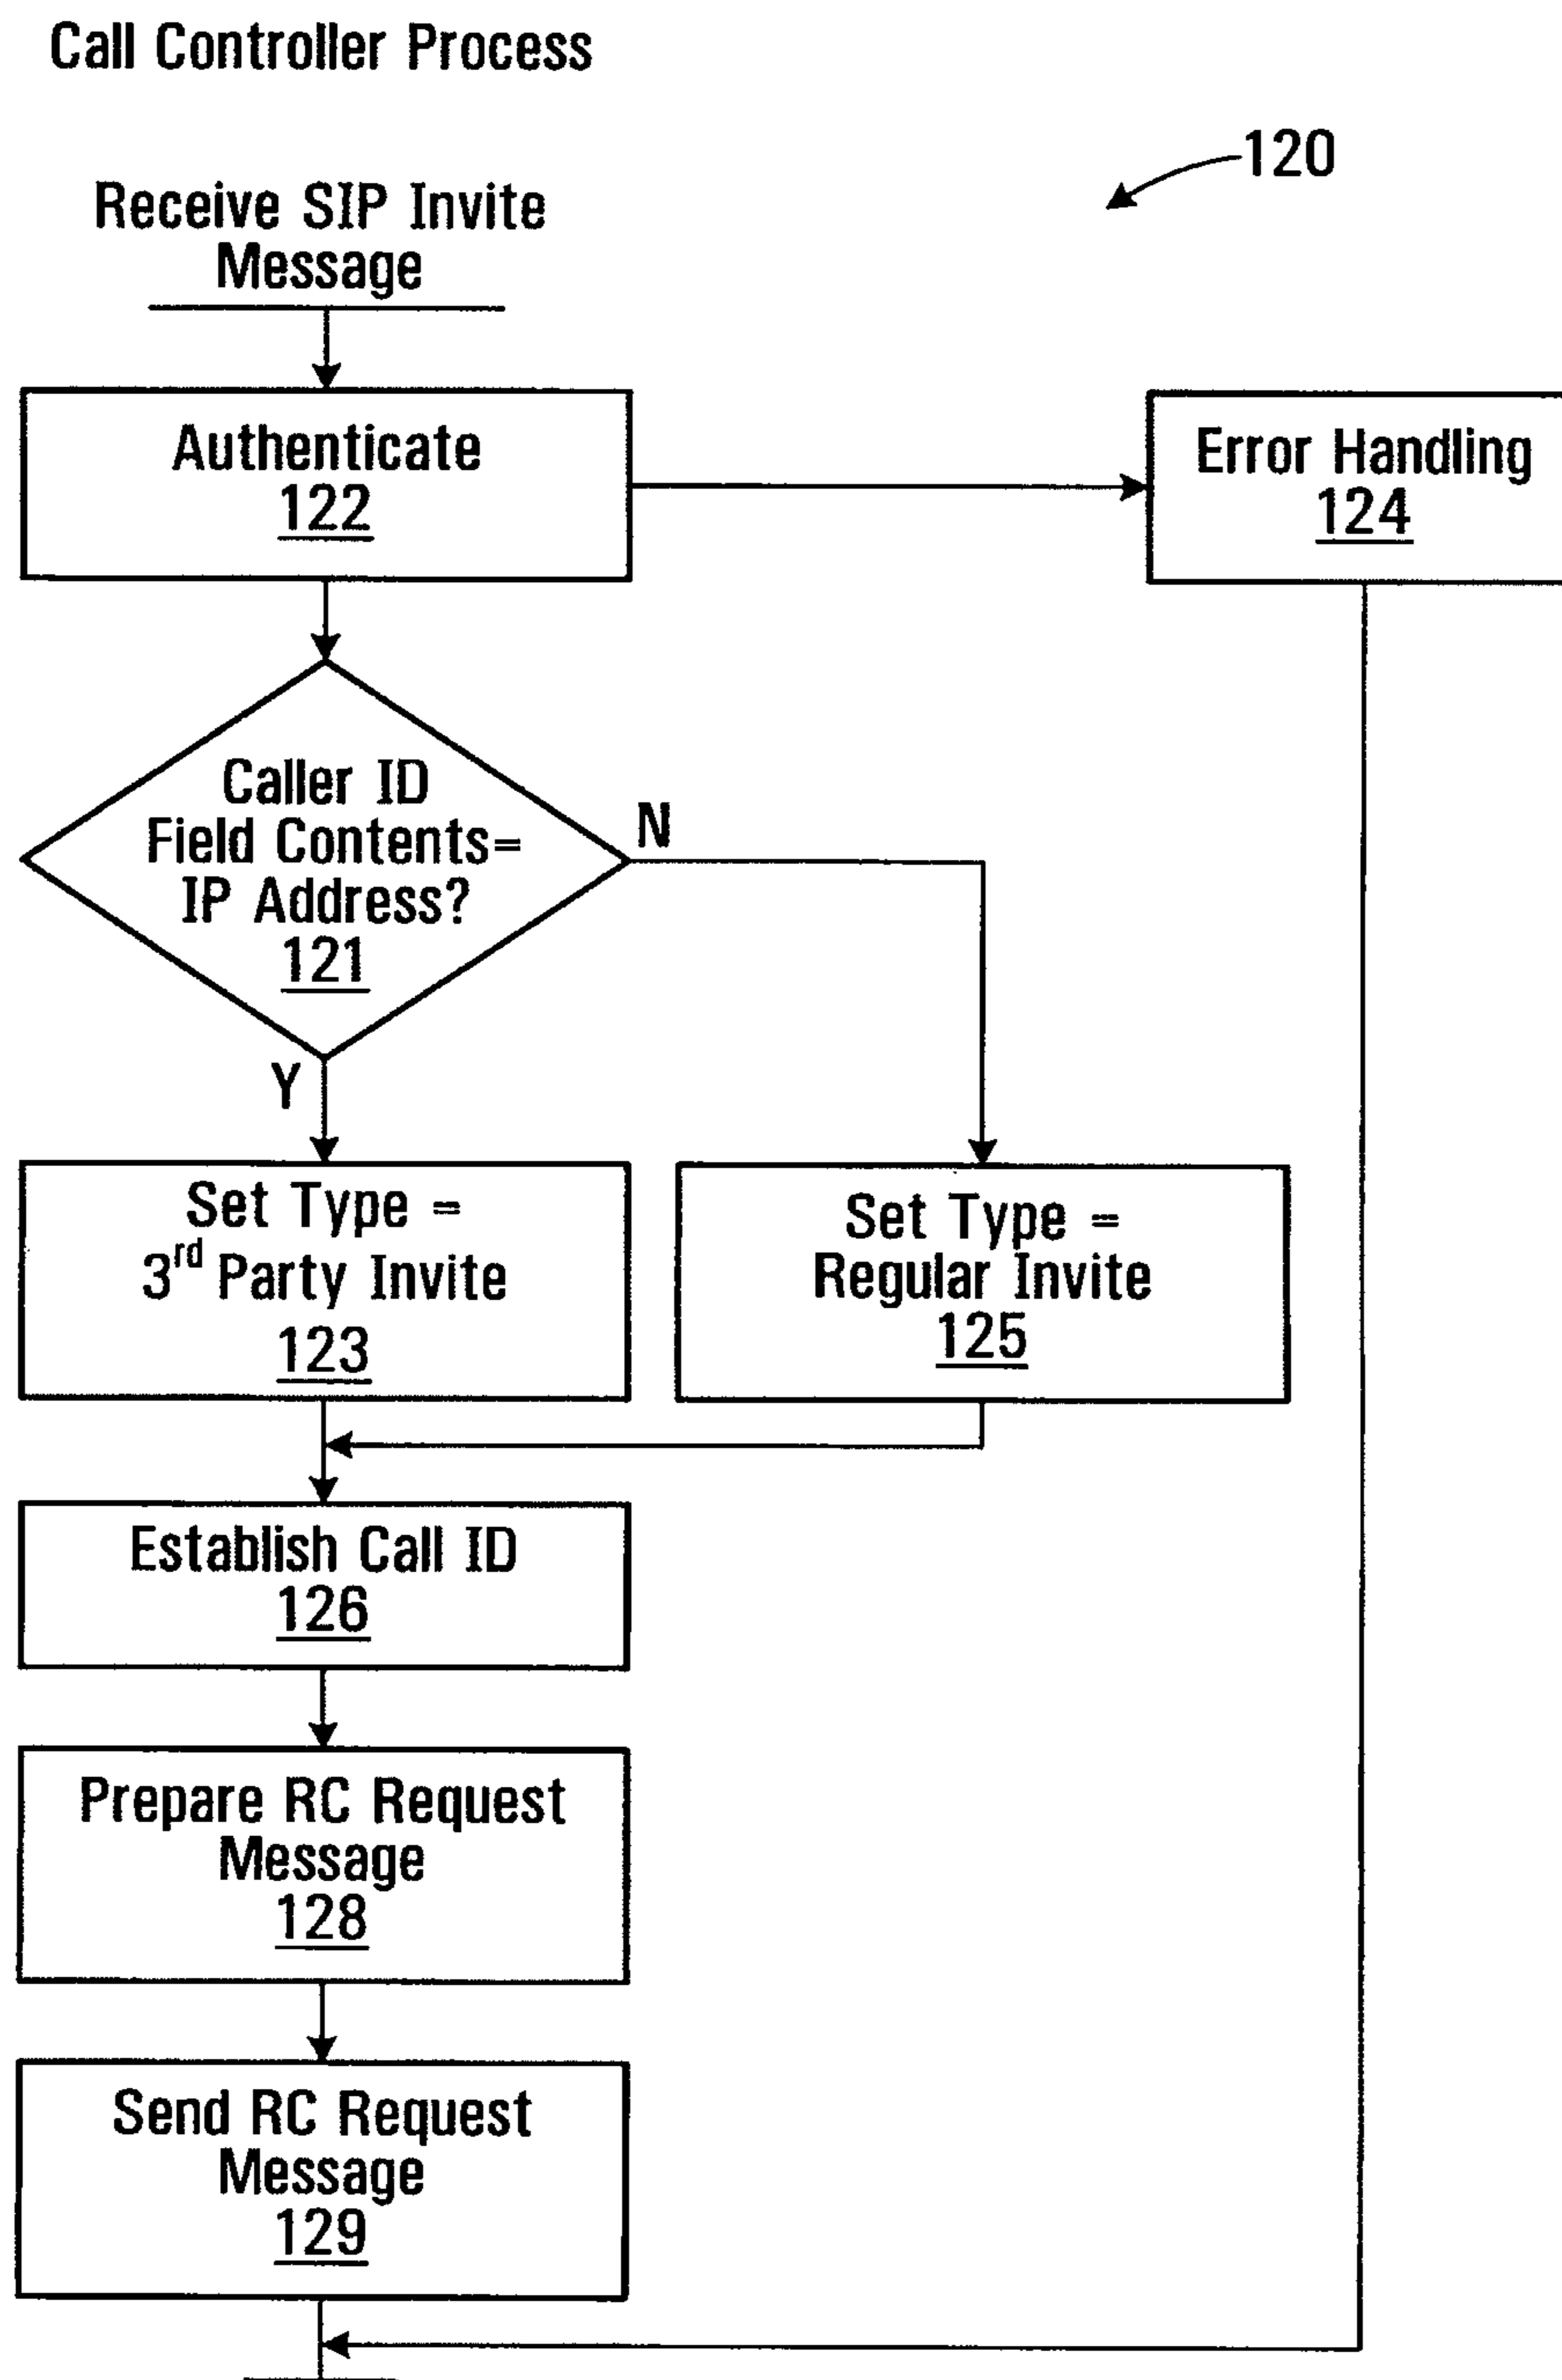 Call Controller Process
120
Receive SIP Invite
Message
Authenticate
122
Error Handling
124
Caller ID
Field Contents=
IP Address?
121
N
Y
Set Type =
3rd Party Invite
123
Set Type =
Regular Invite
125
Establish Call ID
126
Prepare RC Request
Message
128
Send RC Request
Message
129